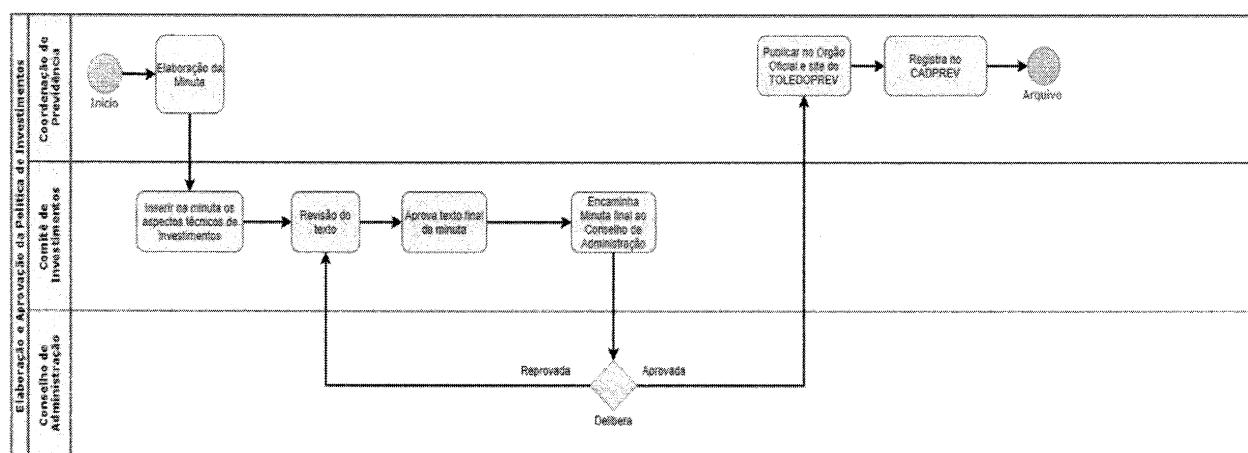 Elaboração e Aprovação da Política de Investimentos
Coordenação de
Previdência
Início
Elaboração da
Minuta
Publicar no Orgão
Oficial e site do
TOLEDOPREV
Registra no
CADPREV
Arquivo
Comitê de
Investimentos
Inserir na minuta os
aspectos técnicos de
investimentos
Revisão do
texto
Aprova texto final
da minuta
Encaminha
Minuta final ao
Conselho de
Administração
Conselho de
Administração
Reprovada
Aprovada
Delibera